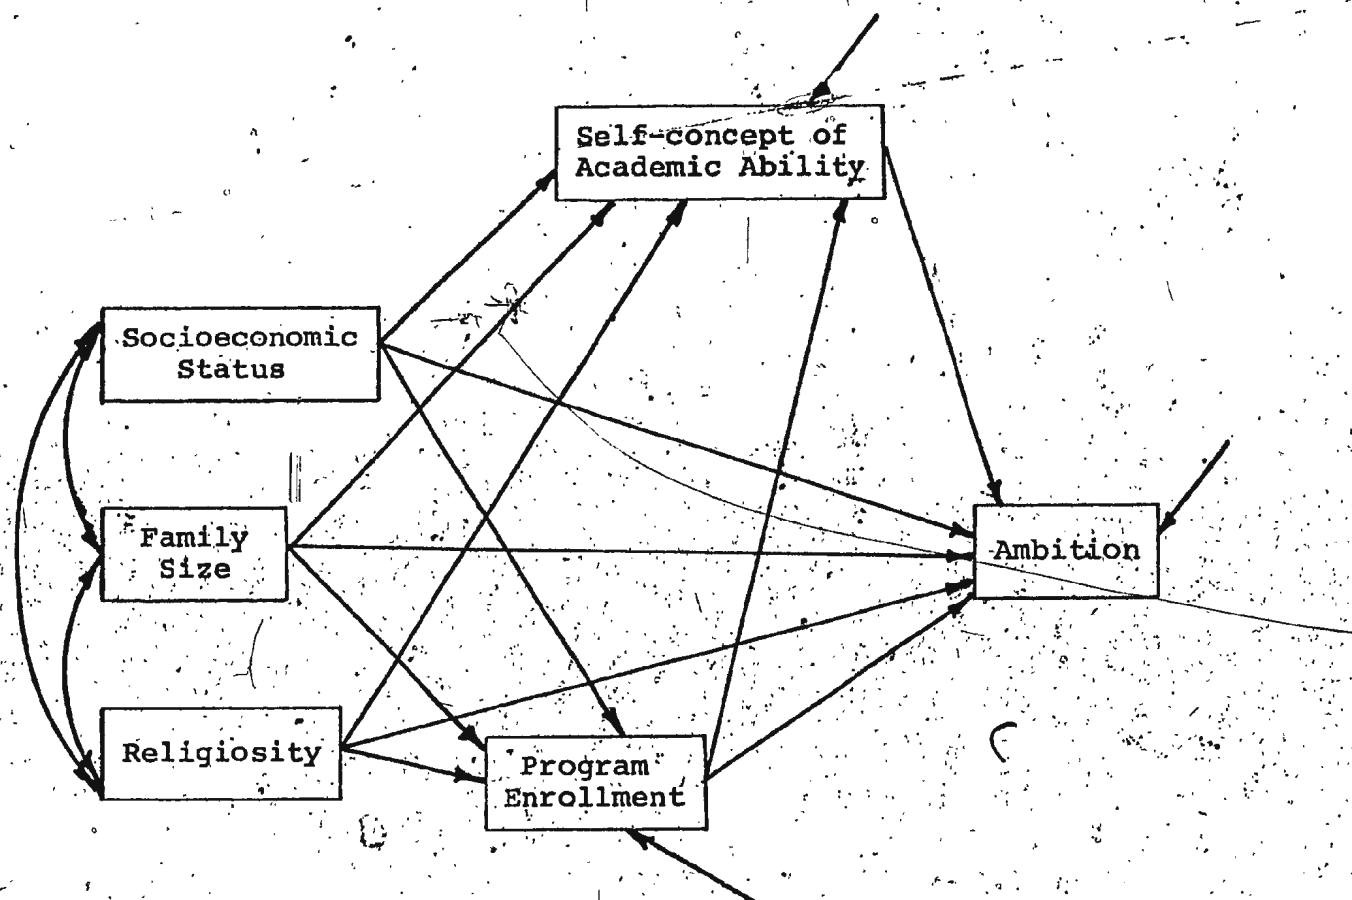 Self-concept of
Academic Ability
Socioeconomic
Status
Family
Size
Ambition
Religiosity
Program
Enrollment